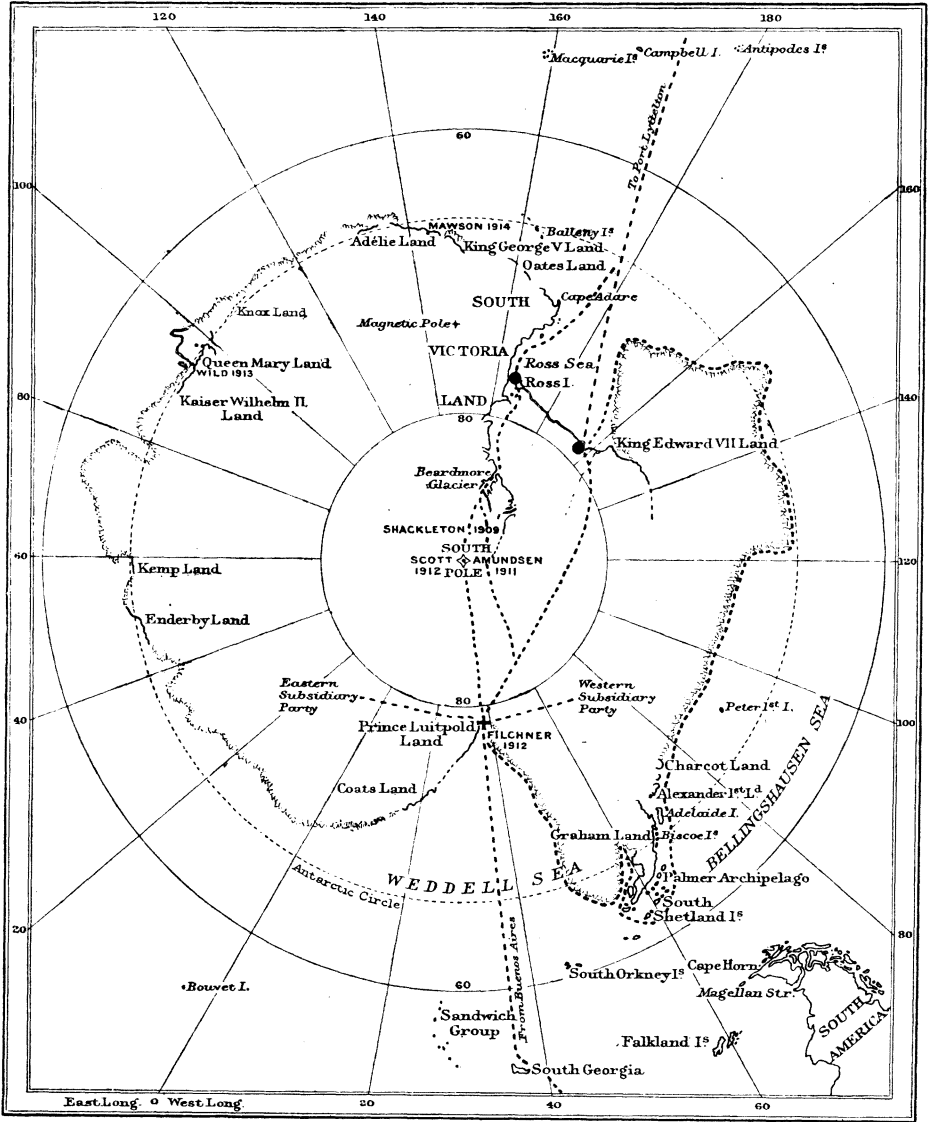 120
140
160
180
Macquarie Is
Campbell I.
Antipodes Is
To Port Lyttelton
60
100
160
MAWSON 1914
Adélie Land
Balleny Is
King George V Land
Oates Land
SOUTH
Cape Adare
Knox Land
Magnetic Pole +
VICTORIA
Ross Sea
Queen Mary Land
WILD 1913
Ross I.
Kaiser Wilhelm II.
Land
LAND
80
80
140
King Edward VII Land
Beardmore
Glacier
SHACKLETON 1909
SOUTH
SCOTT AMUNDSEN
1912 POLE 1911
60
120
Kemp Land
Enderby Land
Eastern
Subsidiary
Party
Western
Subsidiary
Party
80
Peter 1st I.
40
100
Prince Luitpold
Land
FILCHNER
1912
BELLINGSHAUSEN SEA
Charcot Land
Coats Land
Alexander 1st Ld
Adelaide I.
Graham Land
Biscoe Is
WEDDELL SEA
Palmer Archipelago
Antarctic Circle
South
Shetland Is
20
80
From Buenos Aires
Cape Horn
South Orkney Is
Bouvet I.
60
Magellan Str.
Sandwich
Group
SOUTH
AMERICA
Falkland Is
South Georgia
East Long. 0 West Long.
20
40
60